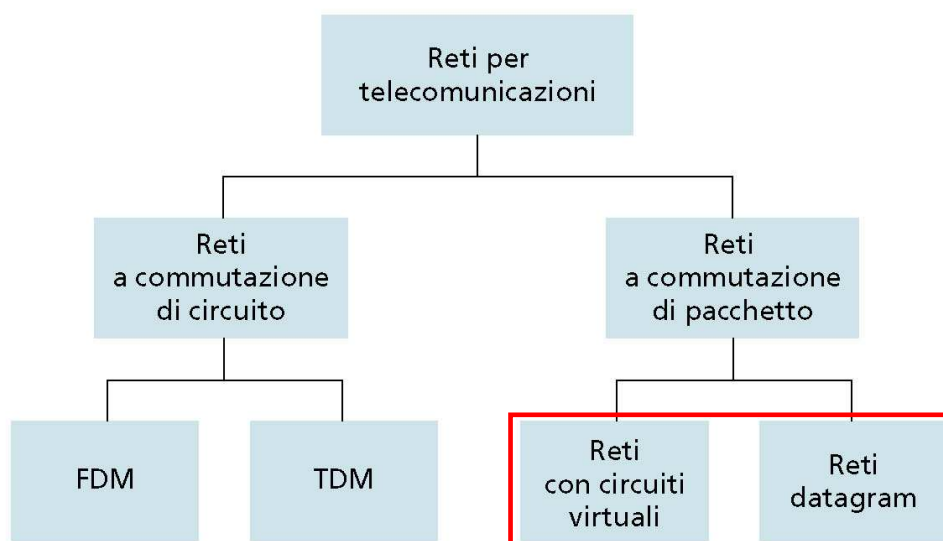 Reti per
telecomunicazioni
Reti
a commutazione
di circuito
Reti
a commutazione
di pacchetto
FDM
TDM
Reti
con circuiti
virtuali
Reti
datagram